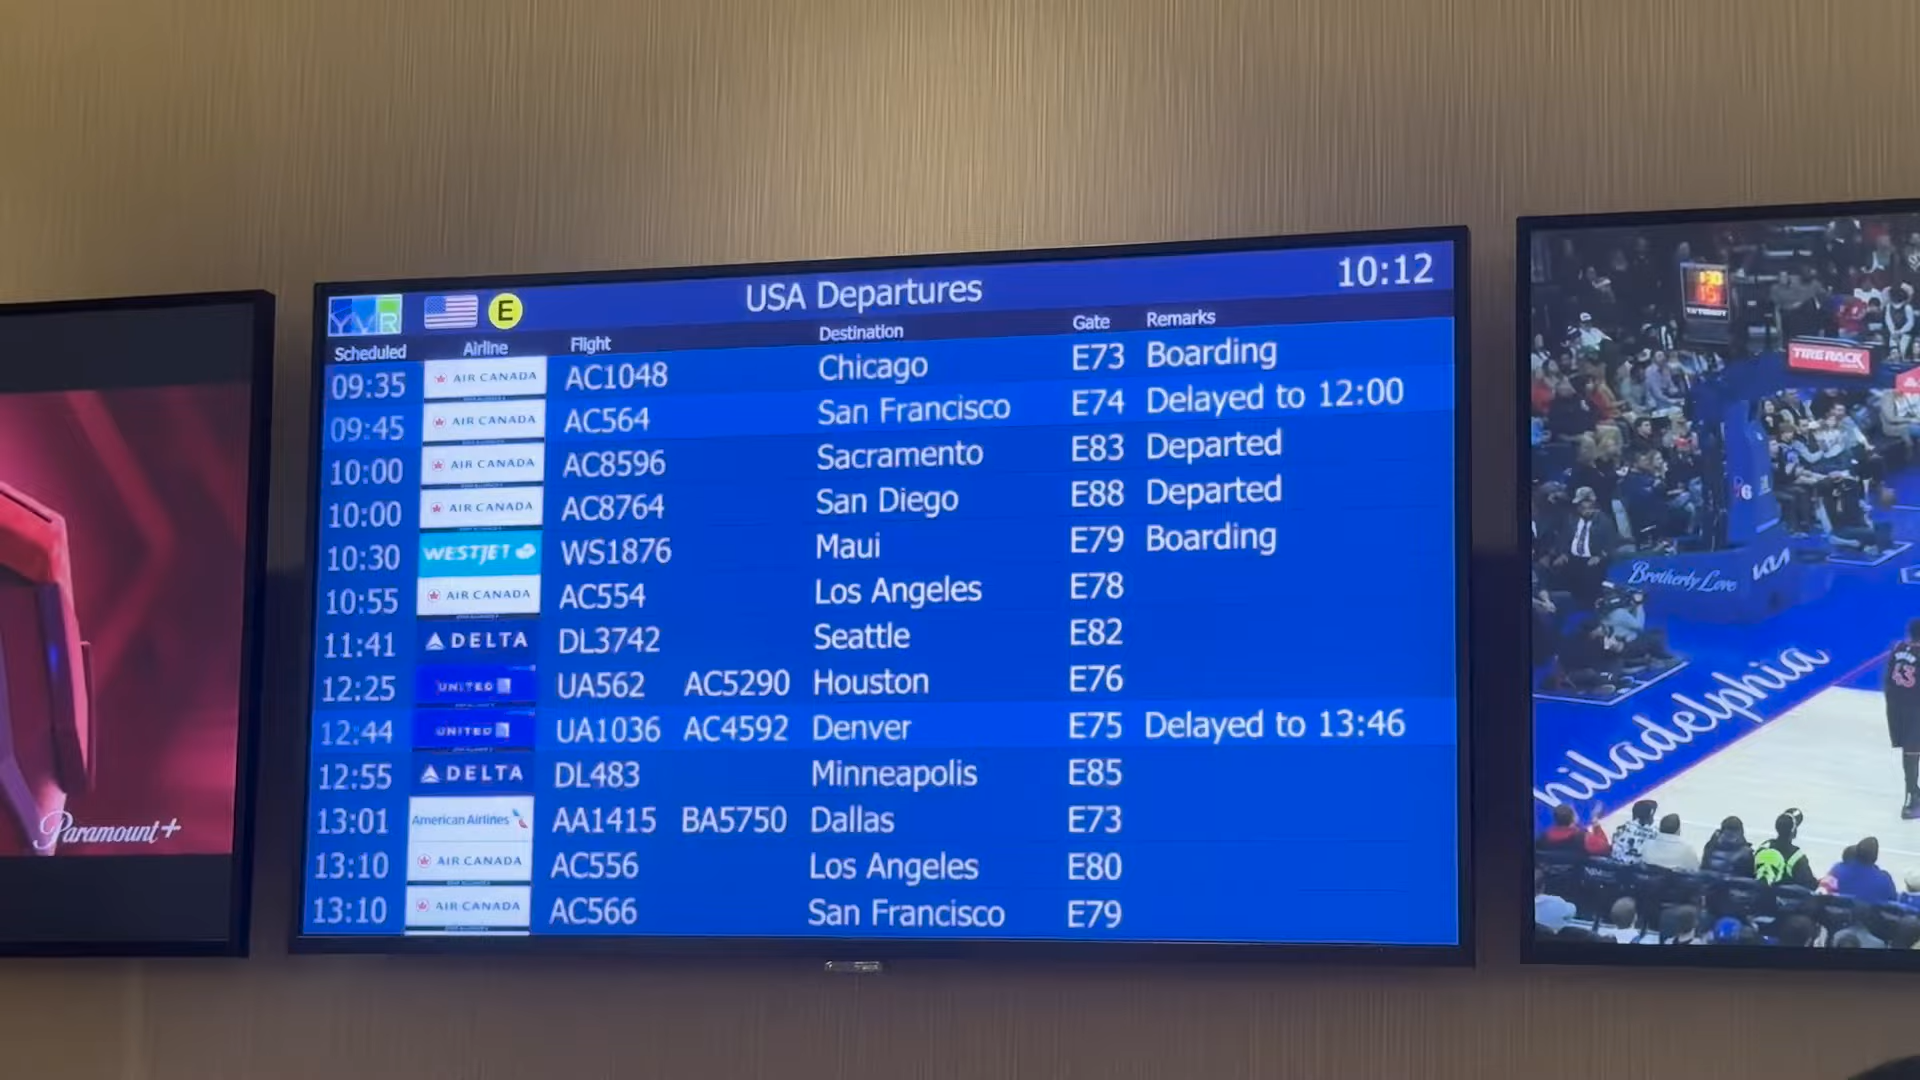 USA Departures 10:12
YVR E
Scheduled Airline Flight Destination Gate Remarks
09:35 AIR CANADA AC1048 Chicago E73 Boarding
09:45 AIR CANADA AC564 San Francisco E74 Delayed to 12:00
10:00 AIR CANADA AC8596 Sacramento E83 Departed
10:00 AIR CANADA AC8764 San Diego E88 Departed
10:30 WESTJET WS1876 Maui E79 Boarding
10:55 AIR CANADA AC554 Los Angeles E78
11:41 DELTA DL3742 Seattle E82
12:25 UNITED UA562 AC5290 Houston E76
12:44 UNITED UA1036 AC4592 Denver E75 Delayed to 13:46
12:55 DELTA DL483 Minneapolis E85
13:01 American Airlines AA1415 BA5750 Dallas E73
13:10 AIR CANADA AC556 Los Angeles E80
13:10 AIR CANADA AC566 San Francisco E79
Paramount+
TIRE RACK
Brotherly Love KIA
hiladelphia
43